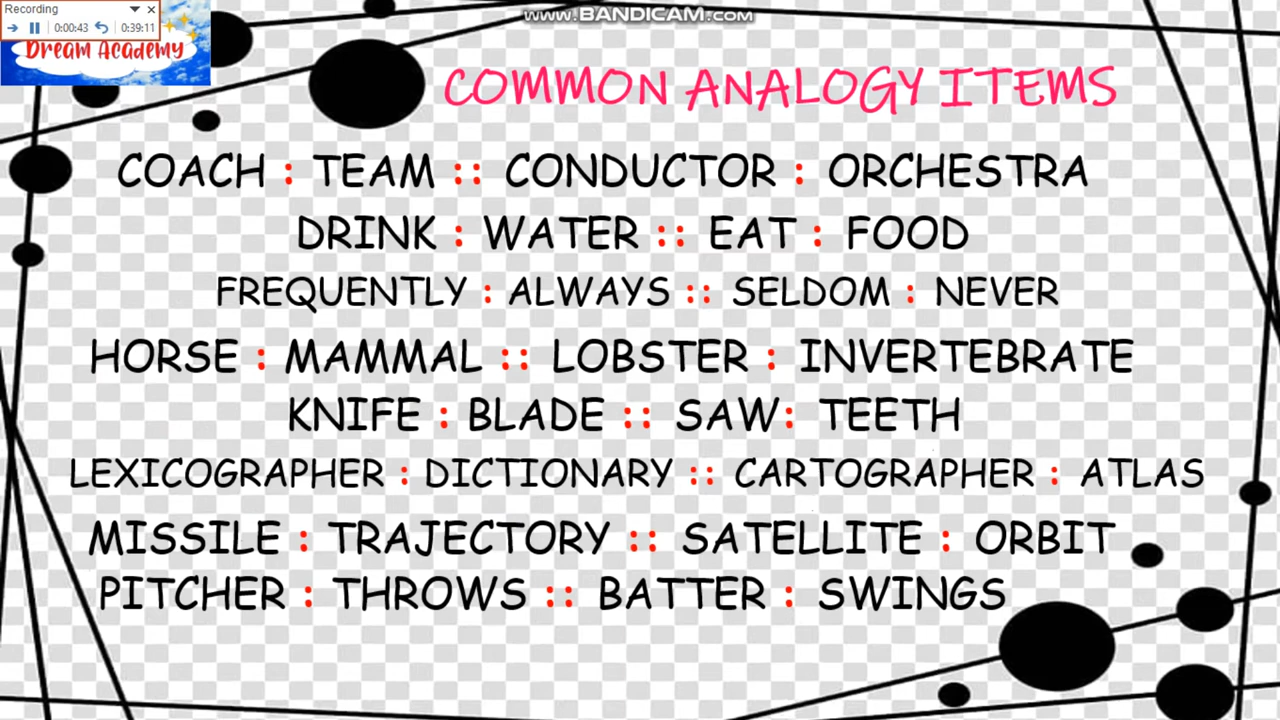 Recording
0:00:43 0:39:11
www.BANDICAM.com
Dream Academy
COMMON ANALOGY ITEMS
COACH : TEAM :: CONDUCTOR : ORCHESTRA
DRINK : WATER :: EAT : FOOD
FREQUENTLY : ALWAYS :: SELDOM : NEVER
HORSE : MAMMAL :: LOBSTER : INVERTEBRATE
KNIFE : BLADE :: SAW: TEETH
LEXICOGRAPHER : DICTIONARY :: CARTOGRAPHER : ATLAS
MISSILE : TRAJECTORY :: SATELLITE : ORBIT
PITCHER : THROWS :: BATTER : SWINGS